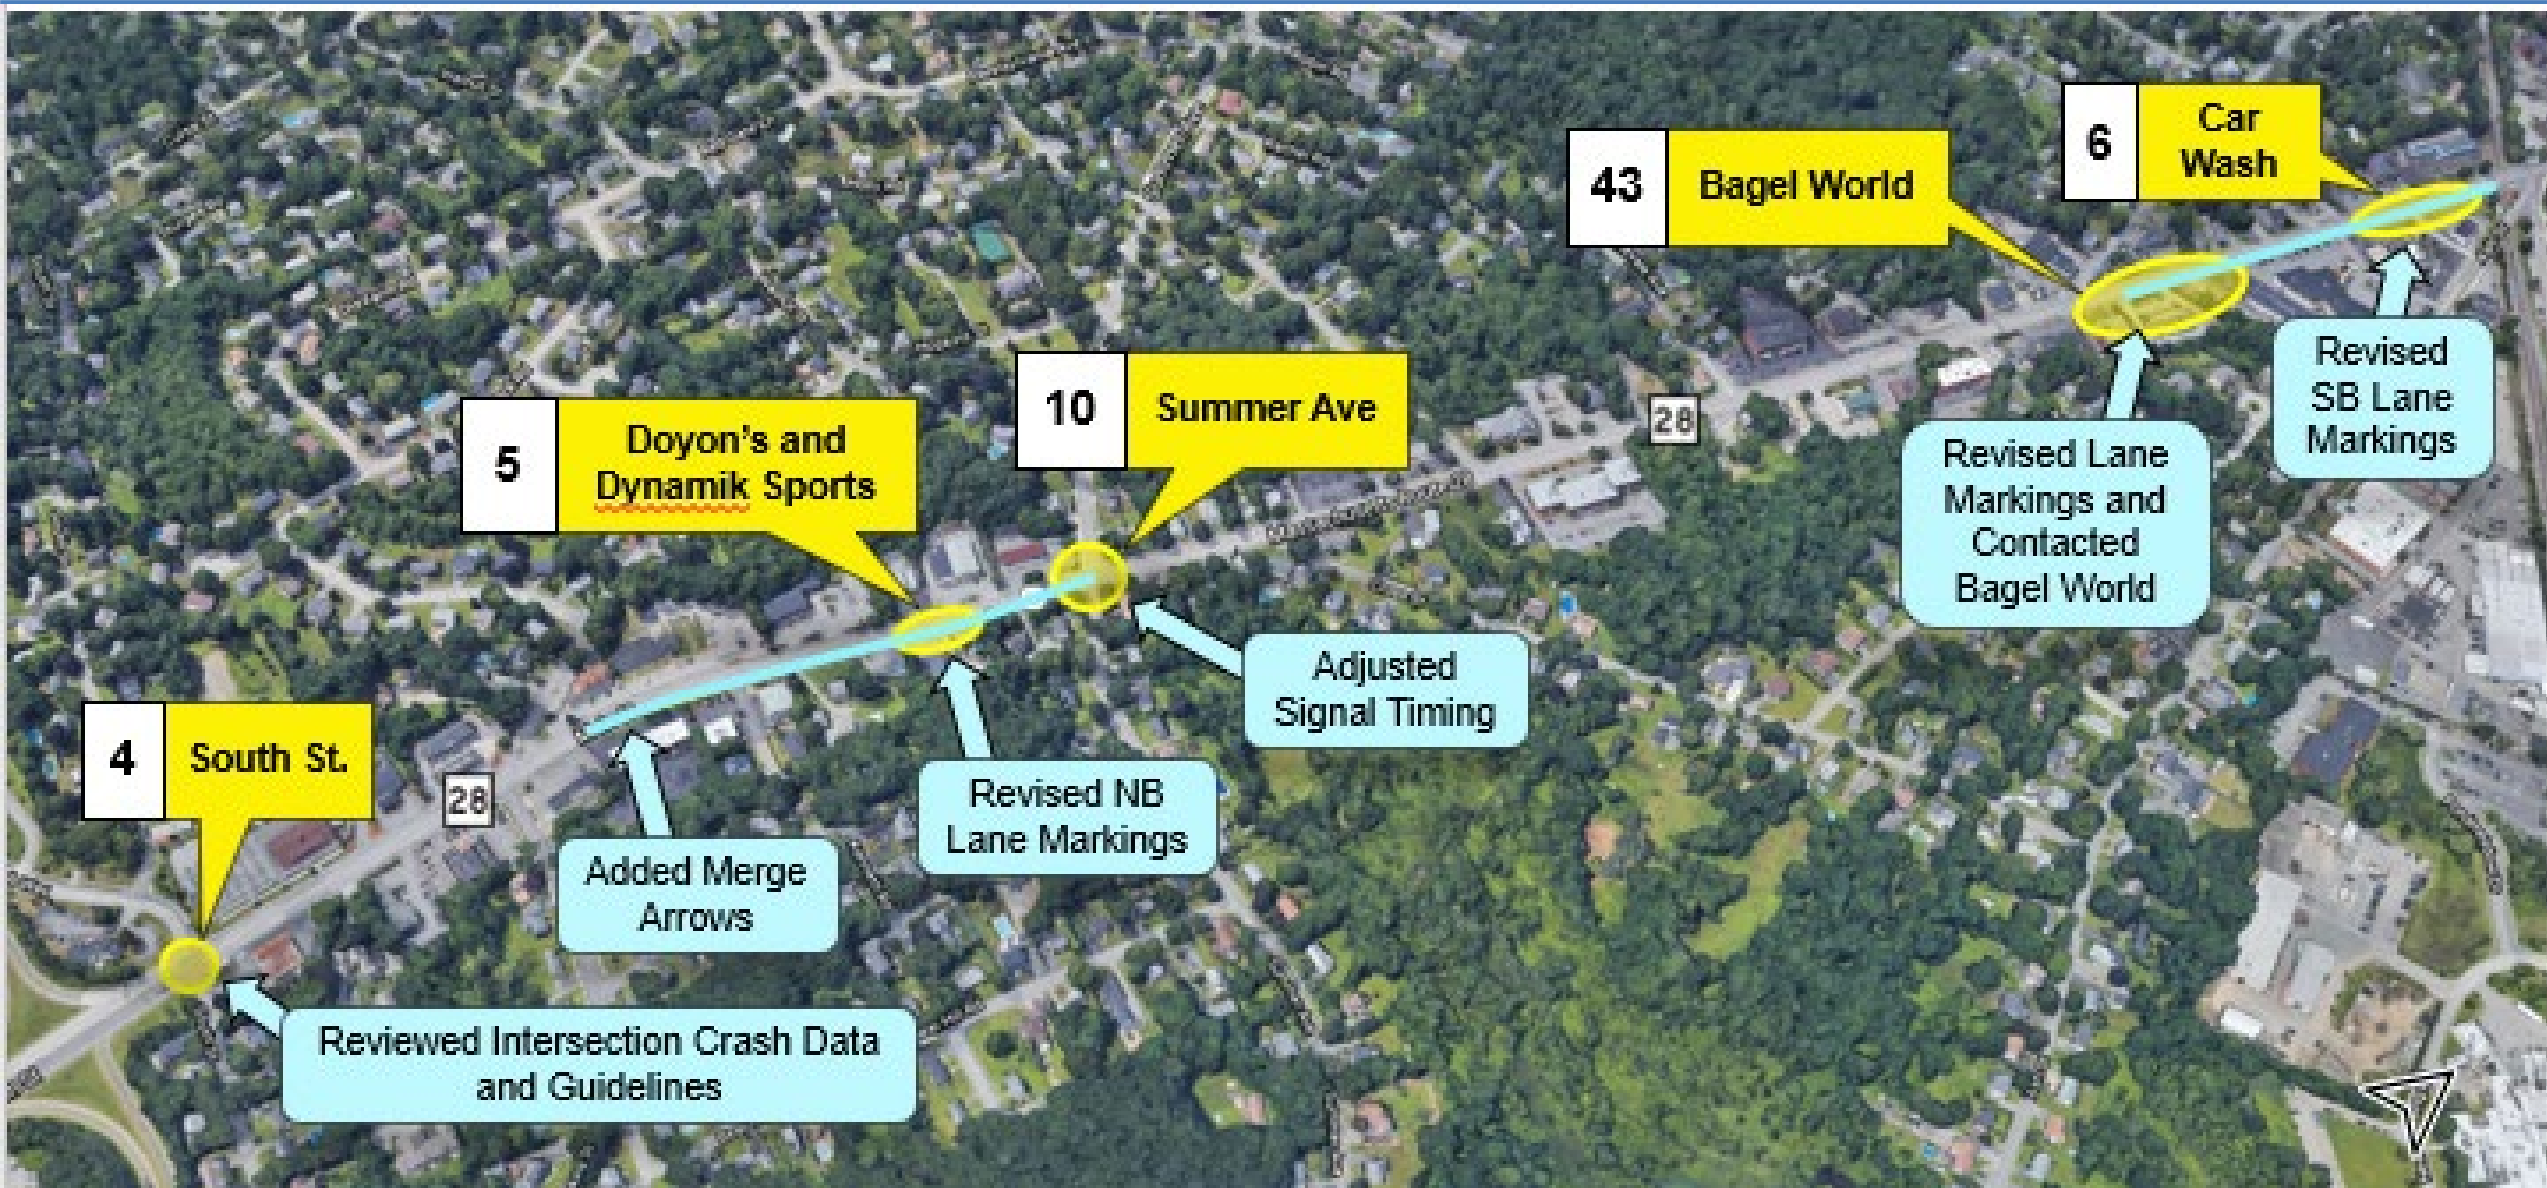 6
Car
Wash
43
Bagel World
10
Summer Ave
5
Doyon's and
Dynamik Sports
28
Revised
SB Lane
Markings
Revised Lane
Markings and
Contacted
Bagel World
Adjusted
Signal Timing
4
South St.
28
Revised NB
Lane Markings
Added Merge
Arrows
Reviewed Intersection Crash Data
and Guidelines